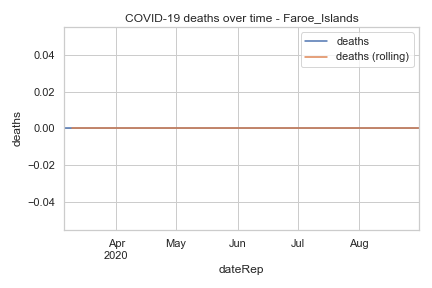 COVID-19 deaths over time - Faroe_Islands
deaths
deaths (rolling)
0.04
0.02
0.00
−0.02
−0.04
deaths
Apr
2020
May
Jun
Jul
Aug
dateRep